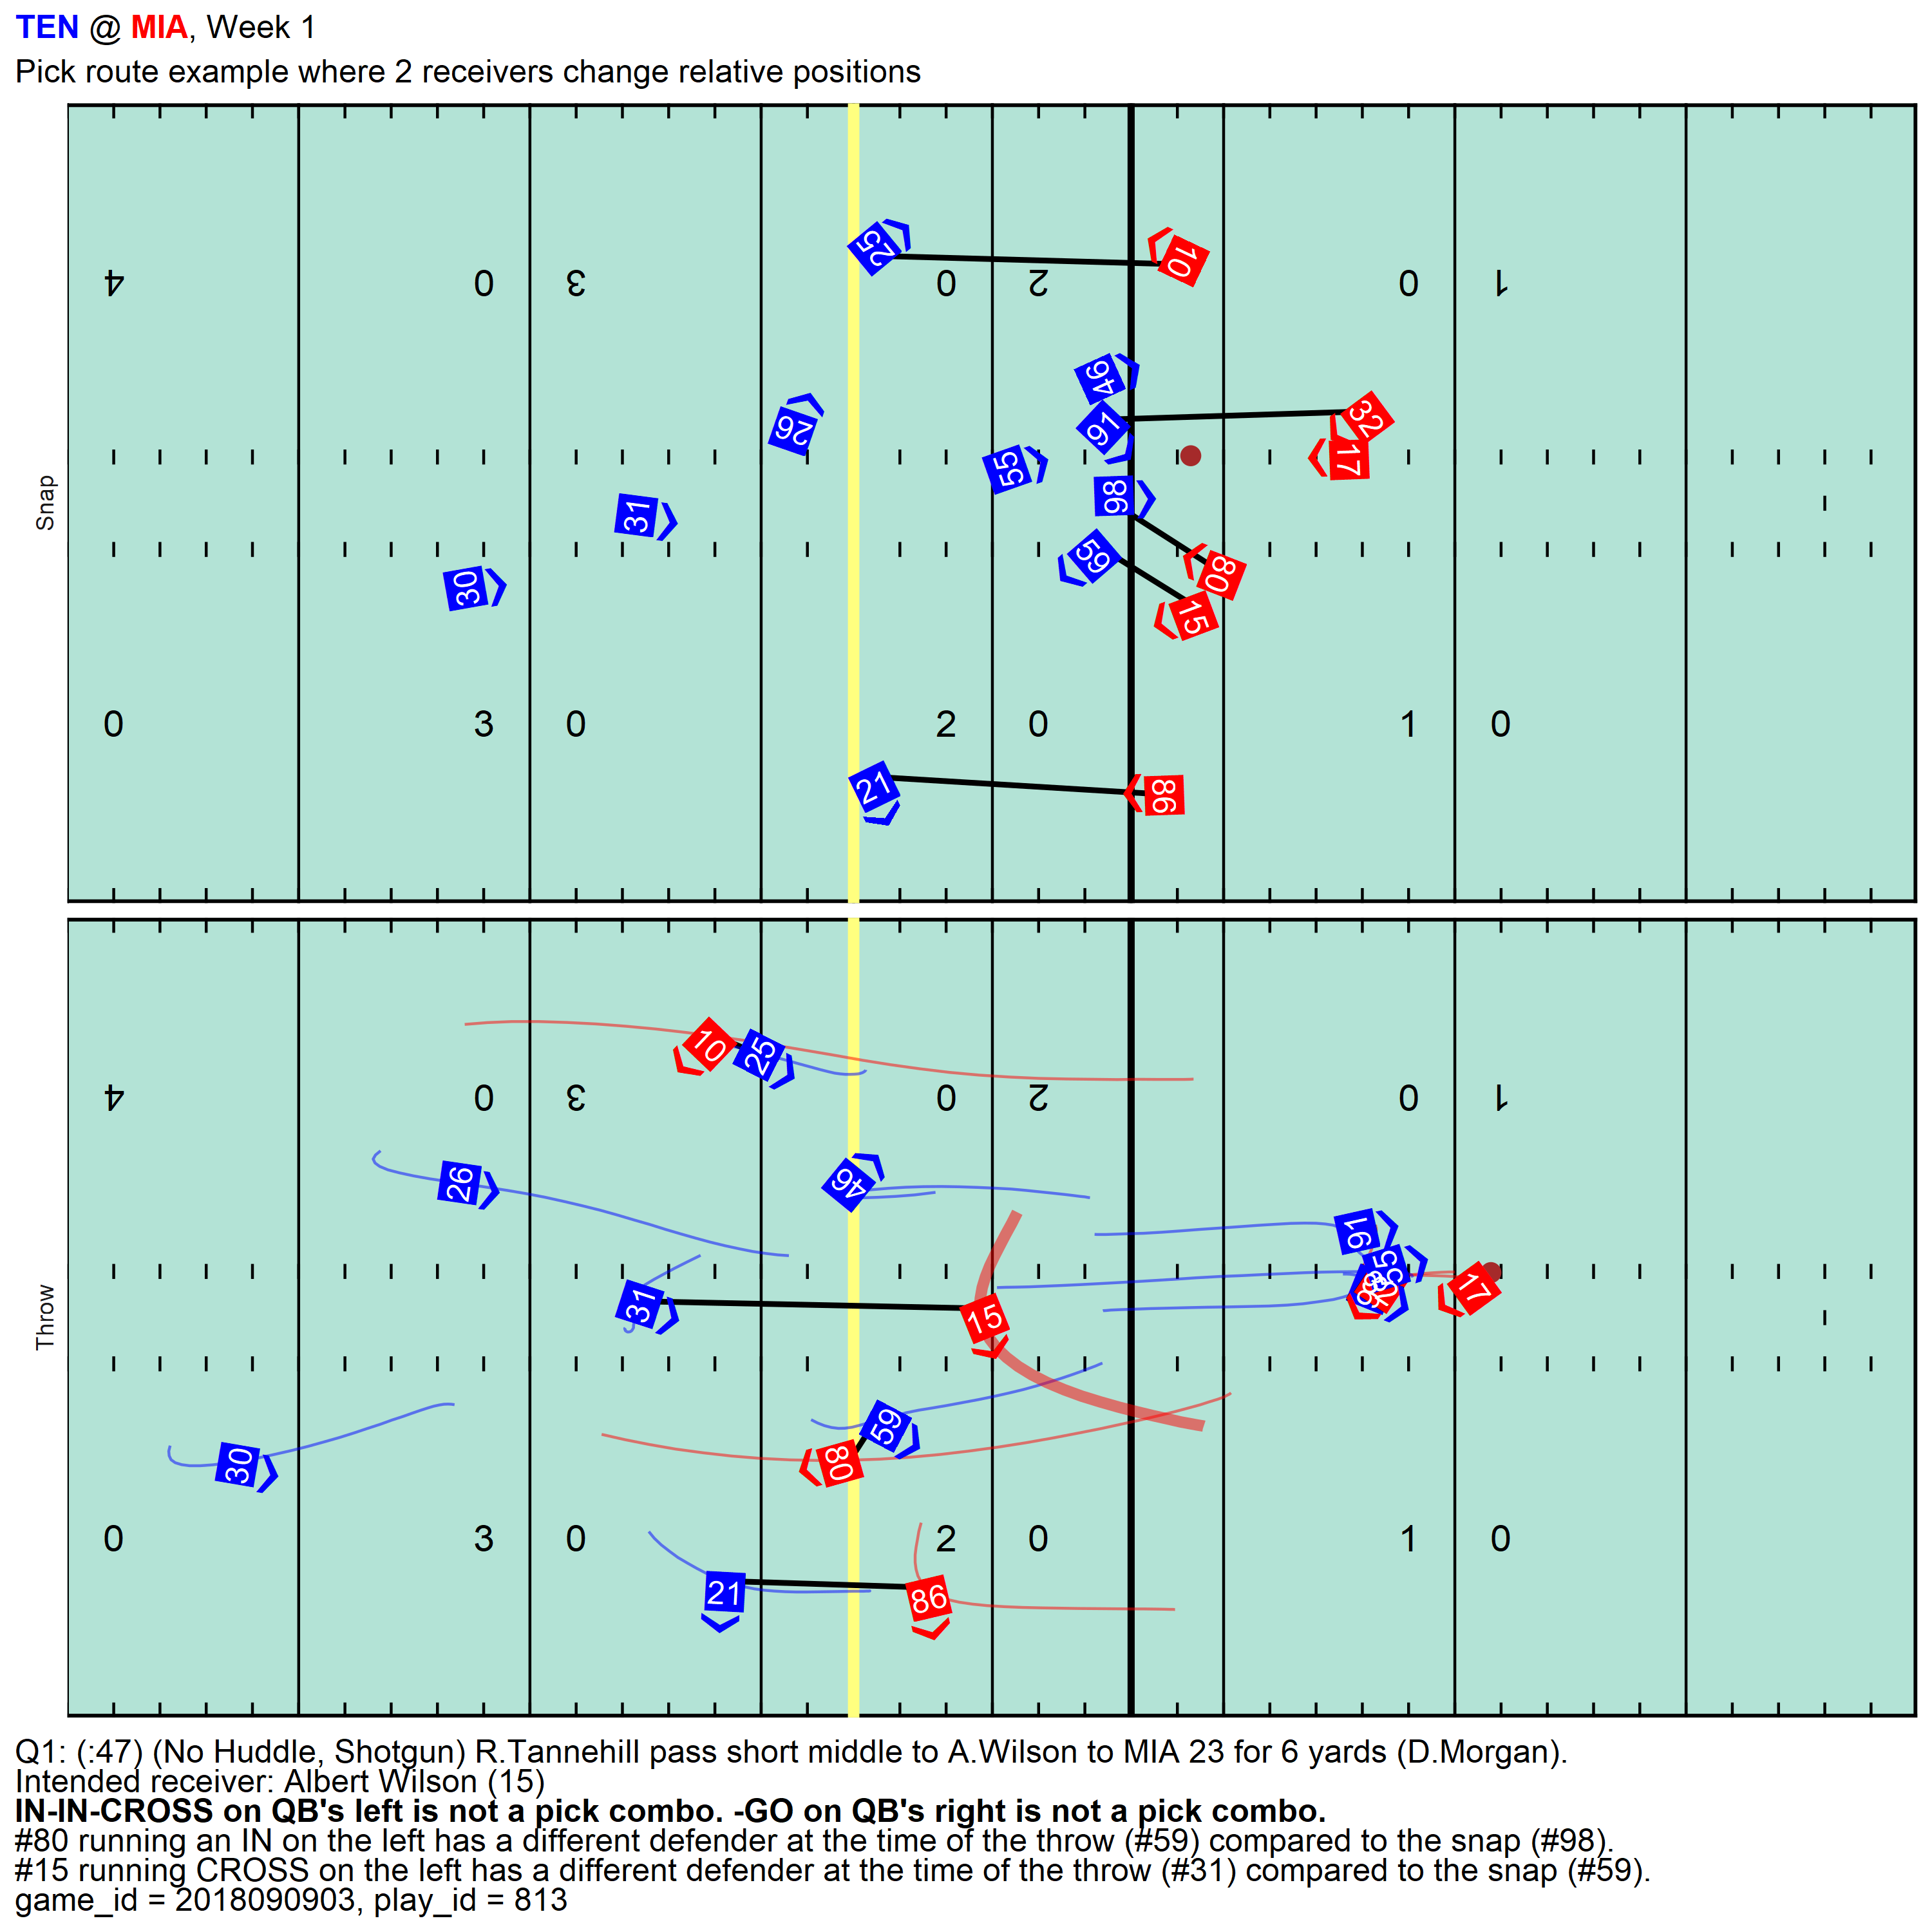 TEN @ MIA, Week 1
Pick route example where 2 receivers change relative positions
Snap
4 0 3 0 2 0 1
25 10
94
32
91
26
17
55
98
31
59
80
30
15
0 3 0 2 0 1 0
21 86
Throw
10 25
4 0 3 0 2 0 1
26 94
91
55
98
17
31 15
59
30 80
0 3 0 2 0 1 0
21 86
Q1: (:47) (No Huddle, Shotgun) R.Tannehill pass short middle to A.Wilson to MIA 23 for 6 yards (D.Morgan).
Intended receiver: Albert Wilson (15)
IN-IN-CROSS on QB's left is not a pick combo. -GO on QB's right is not a pick combo.
#80 running an IN on the left has a different defender at the time of the throw (#59) compared to the snap (#98).
#15 running CROSS on the left has a different defender at the time of the throw (#31) compared to the snap (#59).
game_id = 2018090903, play_id = 813